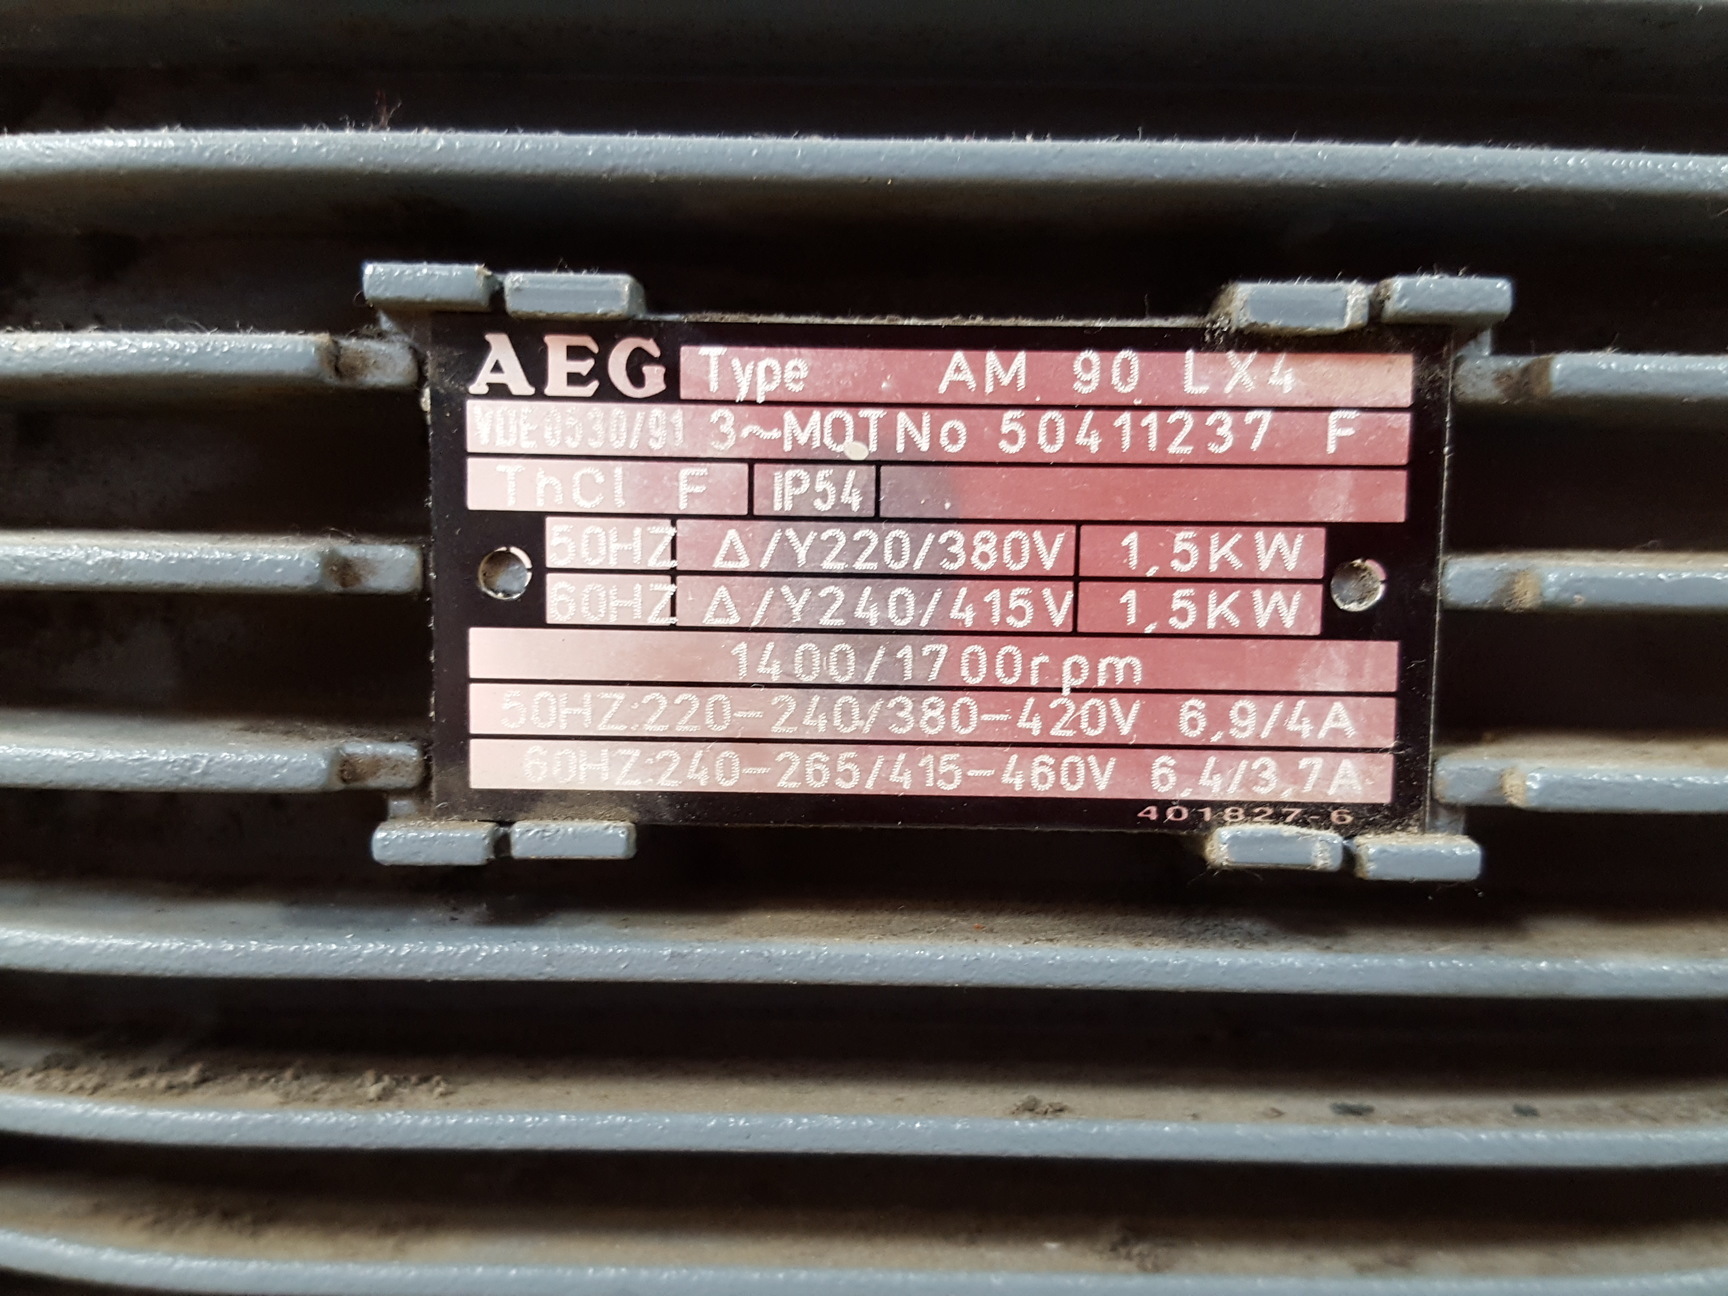 AEG Type AM 90 LX4
VDE0530/91 3~MOT No 50411237 F
ThCl F IP54
50HZ Δ/Y220/380V 1,5KW
60HZ Δ/Y240/415V 1,5KW
1400/1700rpm
50HZ:220-240/380-420V 6,9/4A
60HZ:240-265/415-460V 6,4/3,7A
401827-6